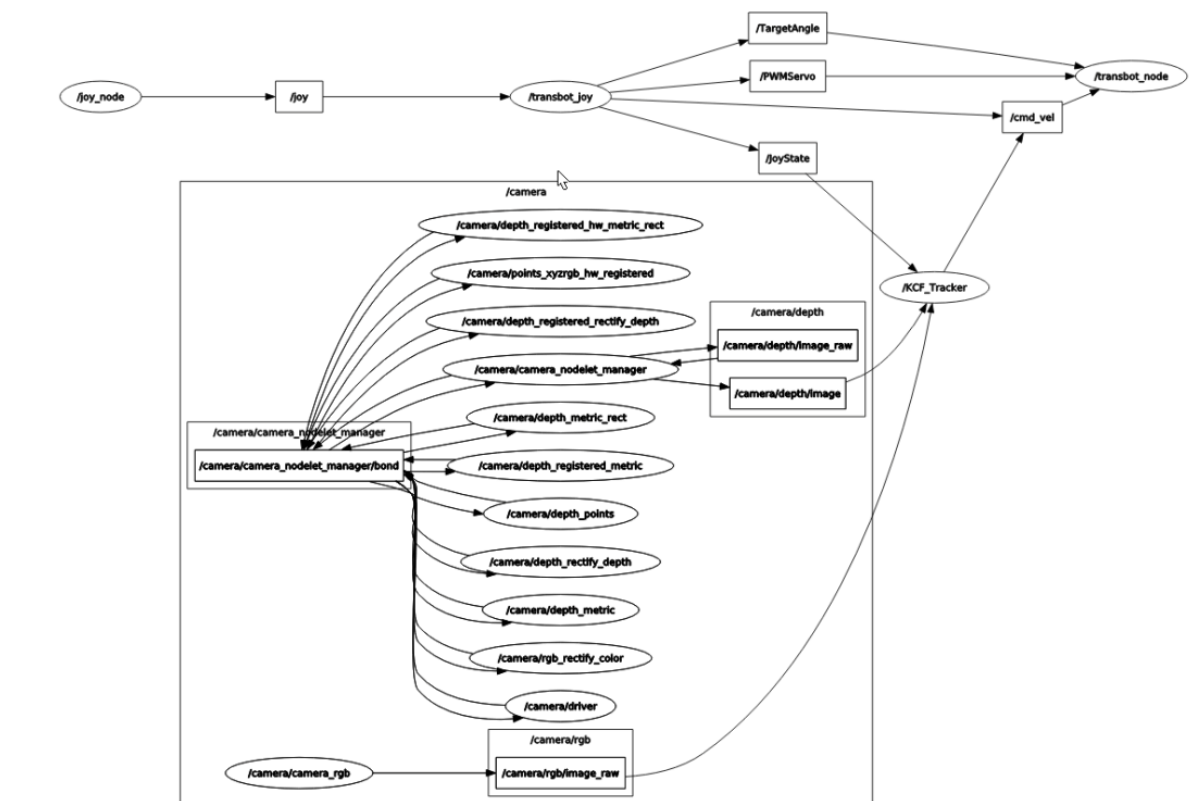 /TargetAngle
/PWMServo
/transbot_node
/joy_node
/joy
/transbot_joy
/cmd_vel
/JoyState
/camera
/camera/depth_registered_hw_metric_rect
/camera/points_xyzrgb_hw_registered
/KCF_Tracker
/camera/depth_registered_rectify_depth
/camera/depth
/camera/depth/image_raw
/camera/camera_nodelet_manager
/camera/depth/image
/camera/depth_metric_rect
/camera/camera_nodelet_manager
/camera/camera_nodelet_manager/bond
/camera/depth_registered_metric
/camera/depth_points
/camera/depth_rectify_depth
/camera/depth_metric
/camera/rgb_rectify_color
/camera/driver
/camera/rgb
/camera/camera_rgb
/camera/rgb/image_raw